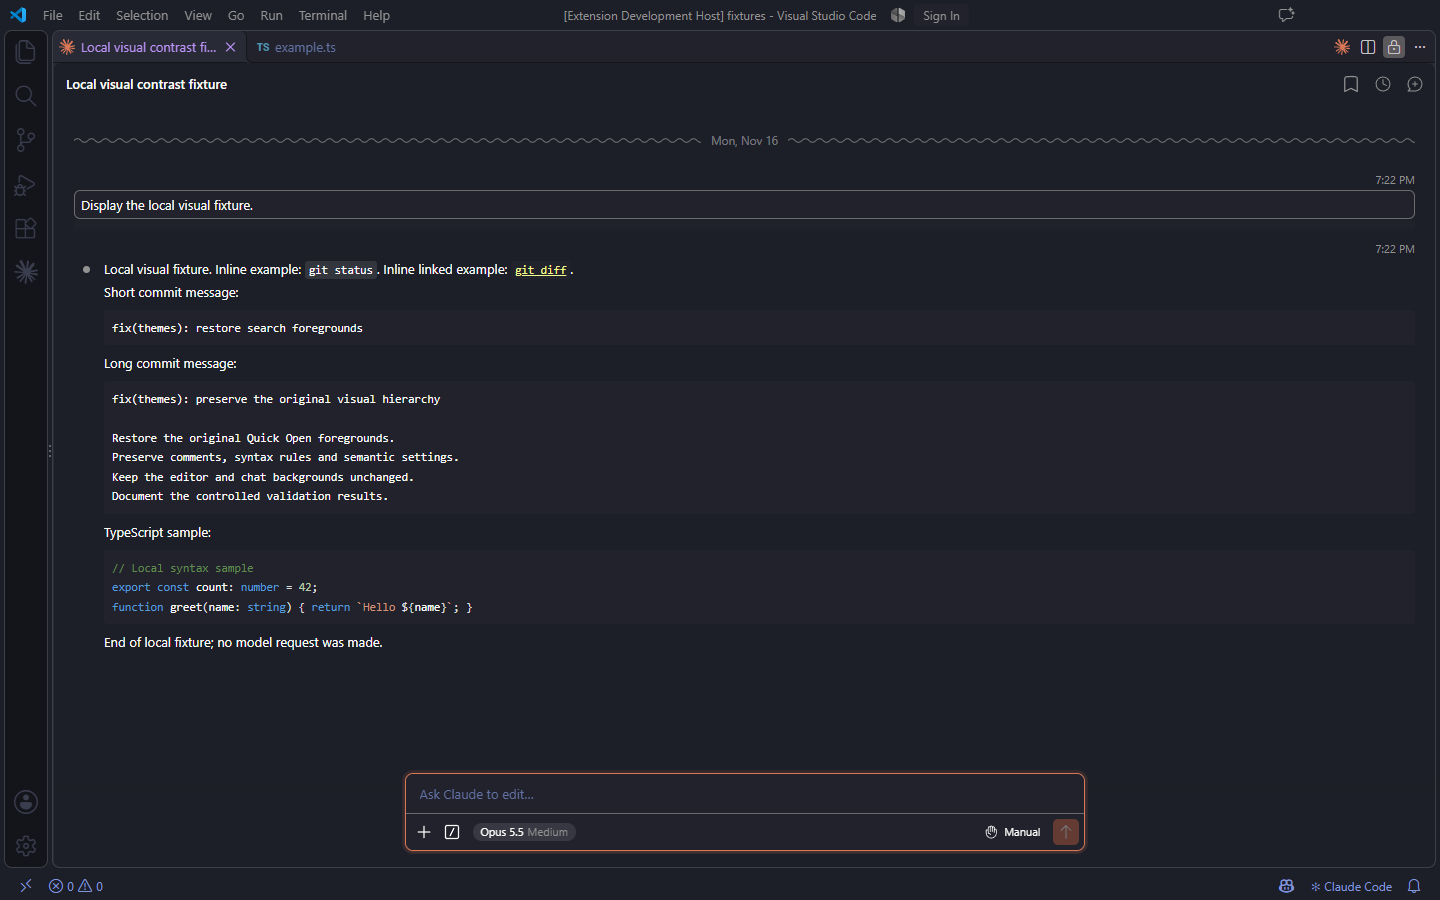 File Edit Selection View Go Run Terminal Help [Extension Development Host] fixtures - Visual Studio Code Sign In
Local visual contrast fi... TS example.ts
Local visual contrast fixture
Mon, Nov 16
7:22 PM
Display the local visual fixture.
7:22 PM
Local visual fixture. Inline example: git status. Inline linked example: git diff.
Short commit message:
fix(themes): restore search foregrounds
Long commit message:
fix(themes): preserve the original visual hierarchy
Restore the original Quick Open foregrounds.
Preserve comments, syntax rules and semantic settings.
Keep the editor and chat backgrounds unchanged.
Document the controlled validation results.
TypeScript sample:
// Local syntax sample
export const count: number = 42;
function greet(name: string) { return `Hello ${name}`; }
End of local fixture; no model request was made.
Ask Claude to edit...
Opus 5.5 Medium Manual
0 0 Claude Code